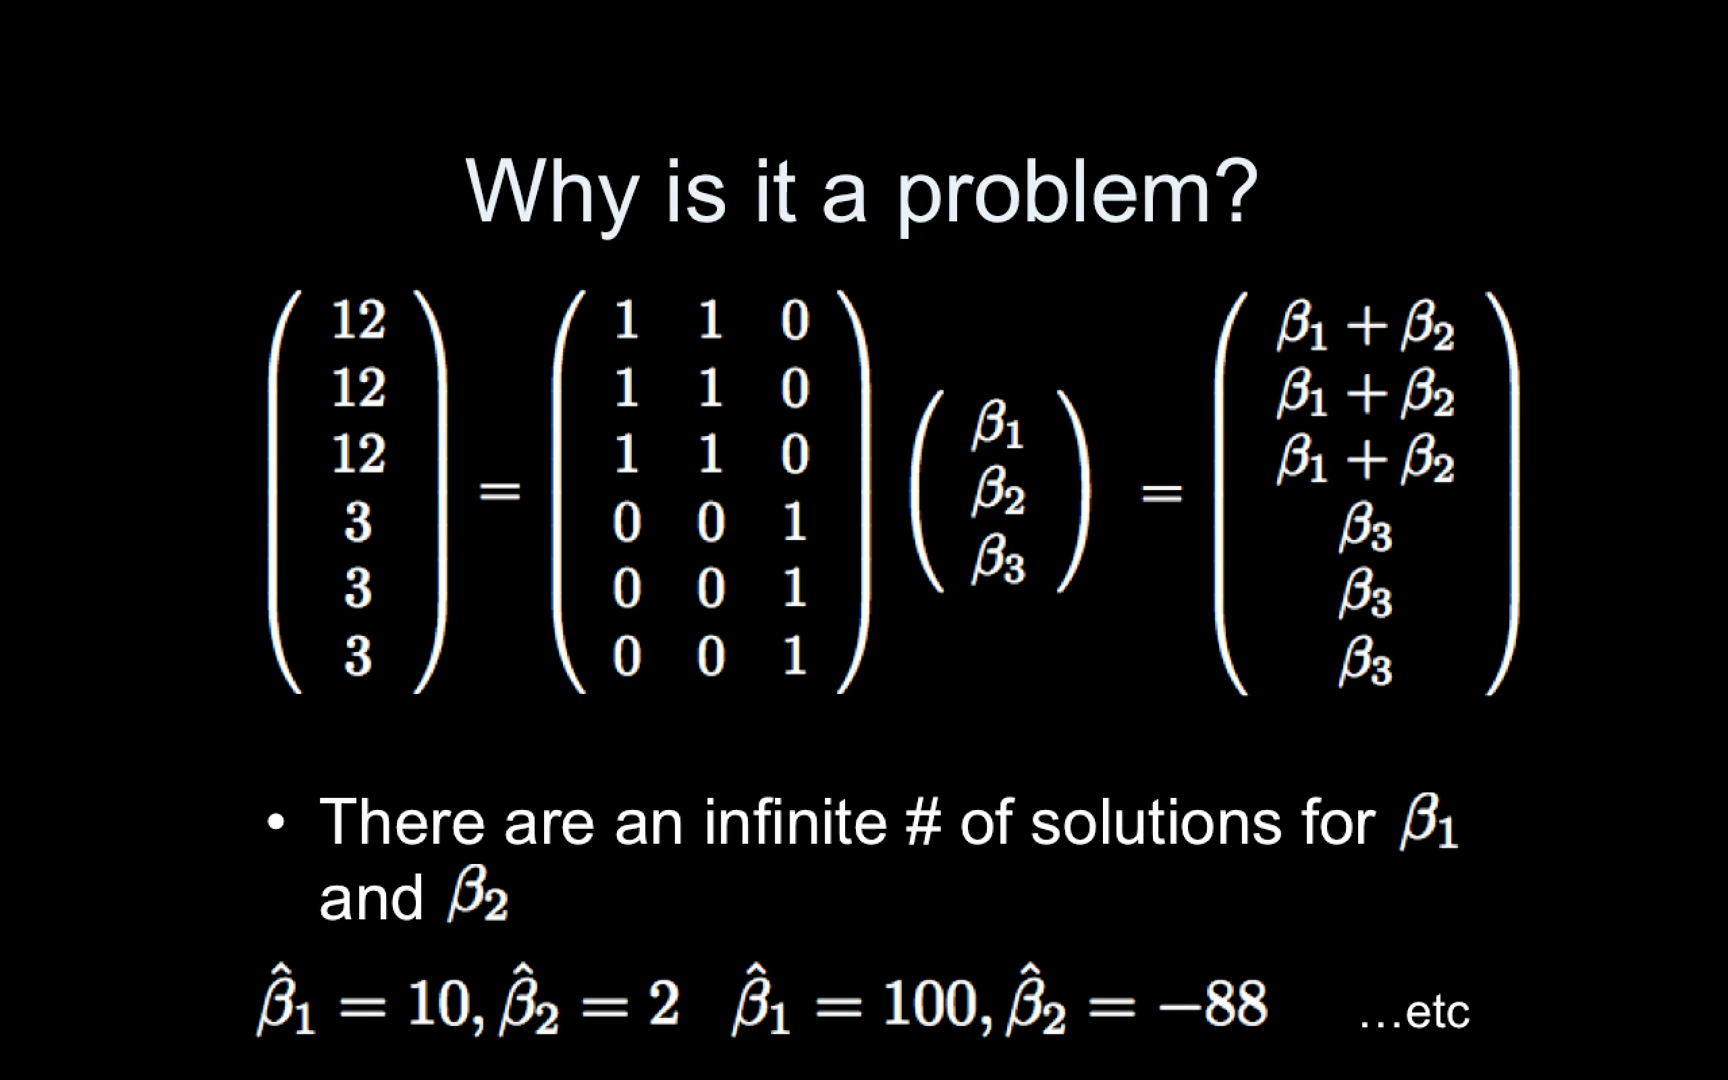 Why is it a problem?
12 1 1 0 β₁ + β₂
12 1 1 0 β₁ + β₂
12 = 1 1 0 β₁ = β₁ + β₂
3 0 0 1 β₂ β₃
3 0 0 1 β₃ β₃
3 0 0 1 β₃
• There are an infinite # of solutions for β₁
and β₂
β̂₁ = 10, β̂₂ = 2 β̂₁ = 100, β̂₂ = −88 …etc